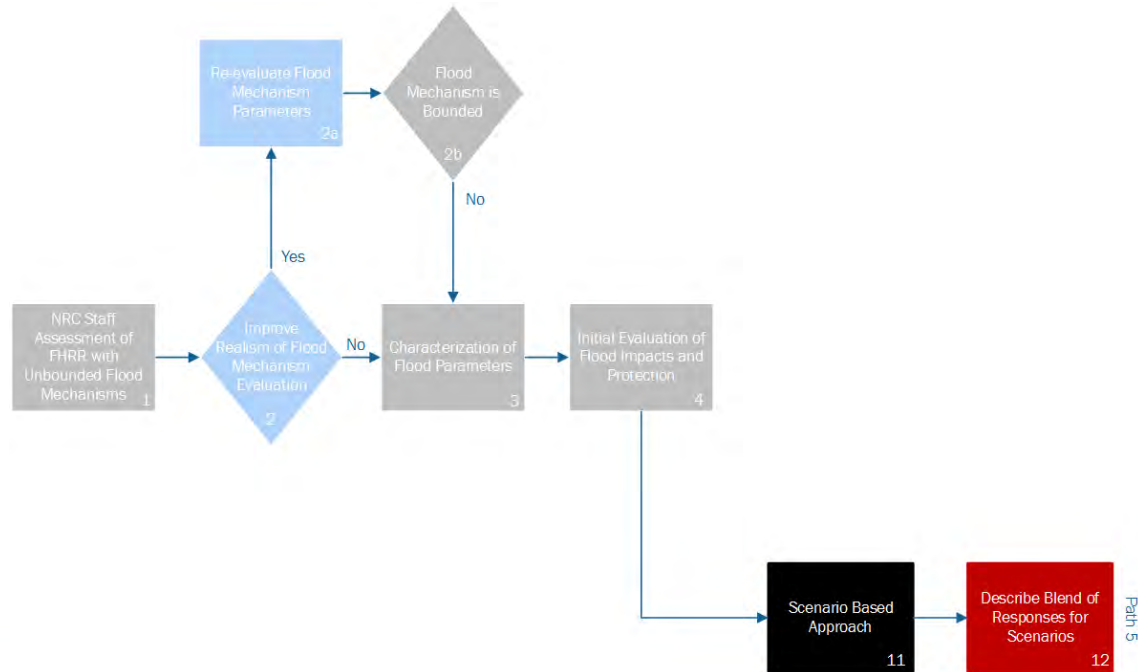 Re-evaluate Flood
Mechanism
Parameters
2a
Flood
Mechanism is
Bounded
2b
No
Yes
NRC Staff
Assessment of
FHRR with
Unbounded Flood
Mechanisms
1
Improve
Realism of Flood
Mechanism
Evaluation
2
No
Characterization of
Flood Parameters
3
Initial Evaluation of
Flood Impacts and
Protection
4
Scenario Based
Approach
11
Describe Blend of
Responses for
Scenarios
12
Path 5